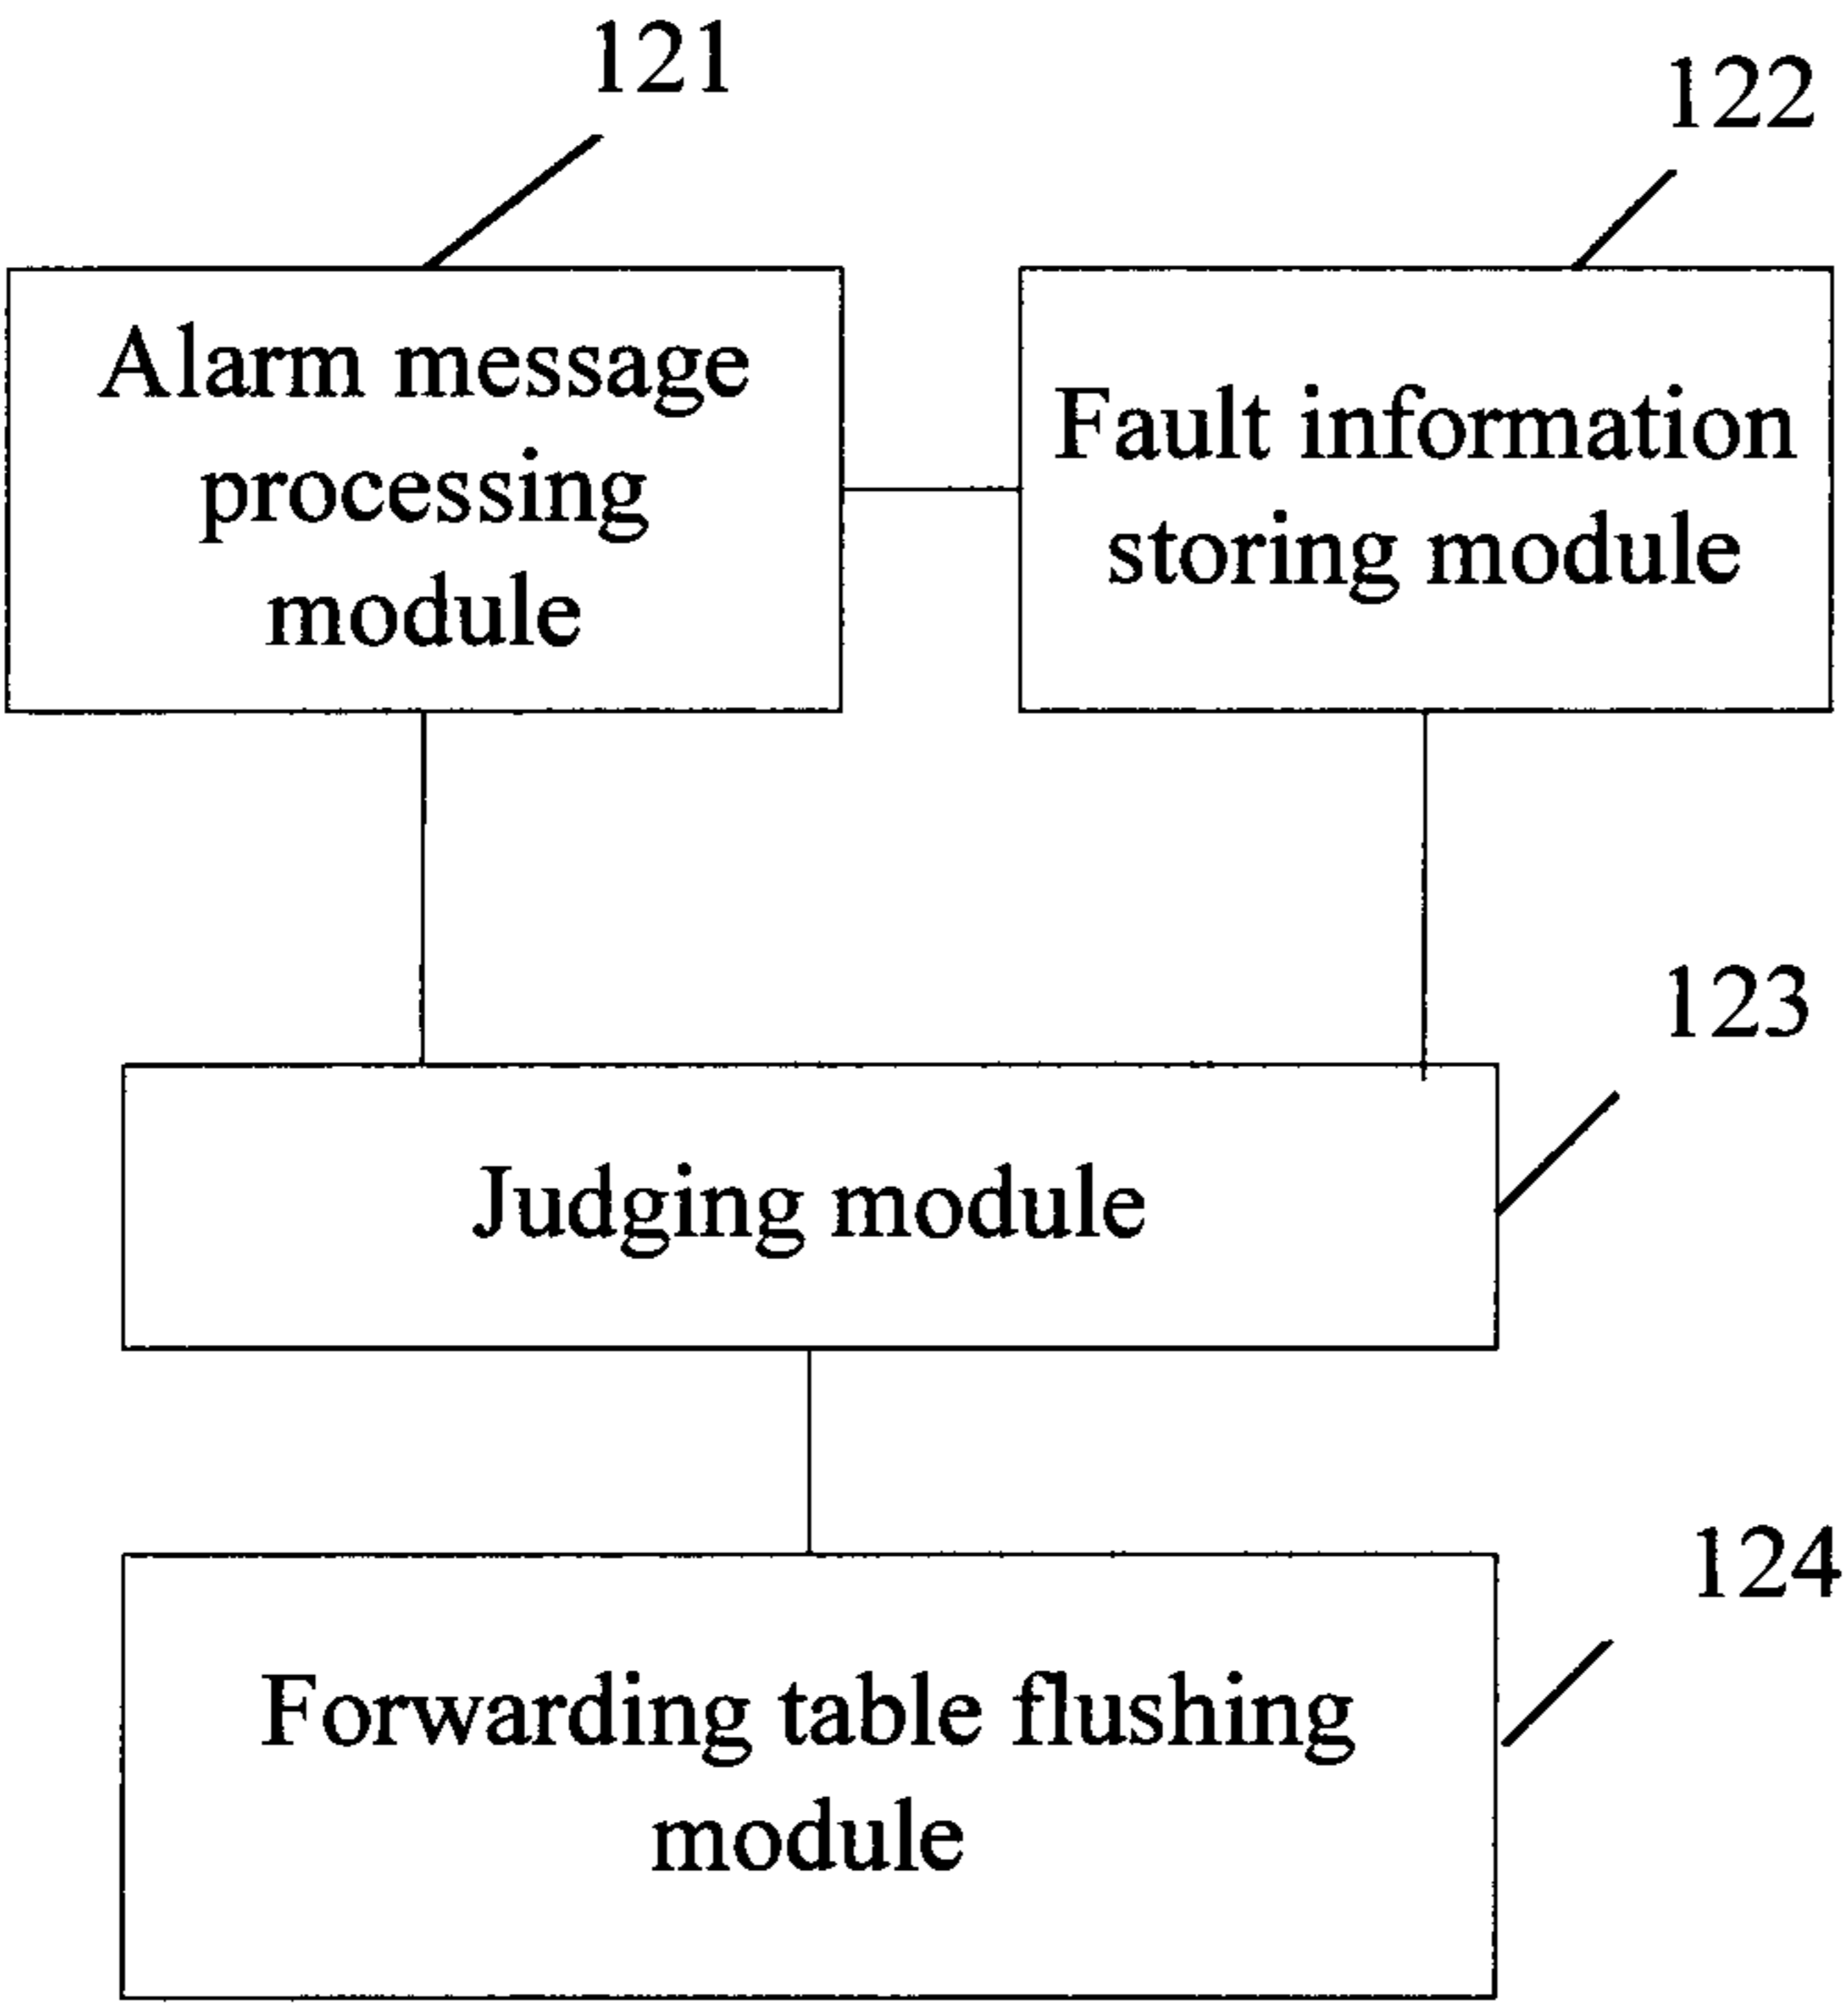 121
122
Alarm message
processing
module
Fault information
storing module
123
Judging module
124
Forwarding table flushing
module